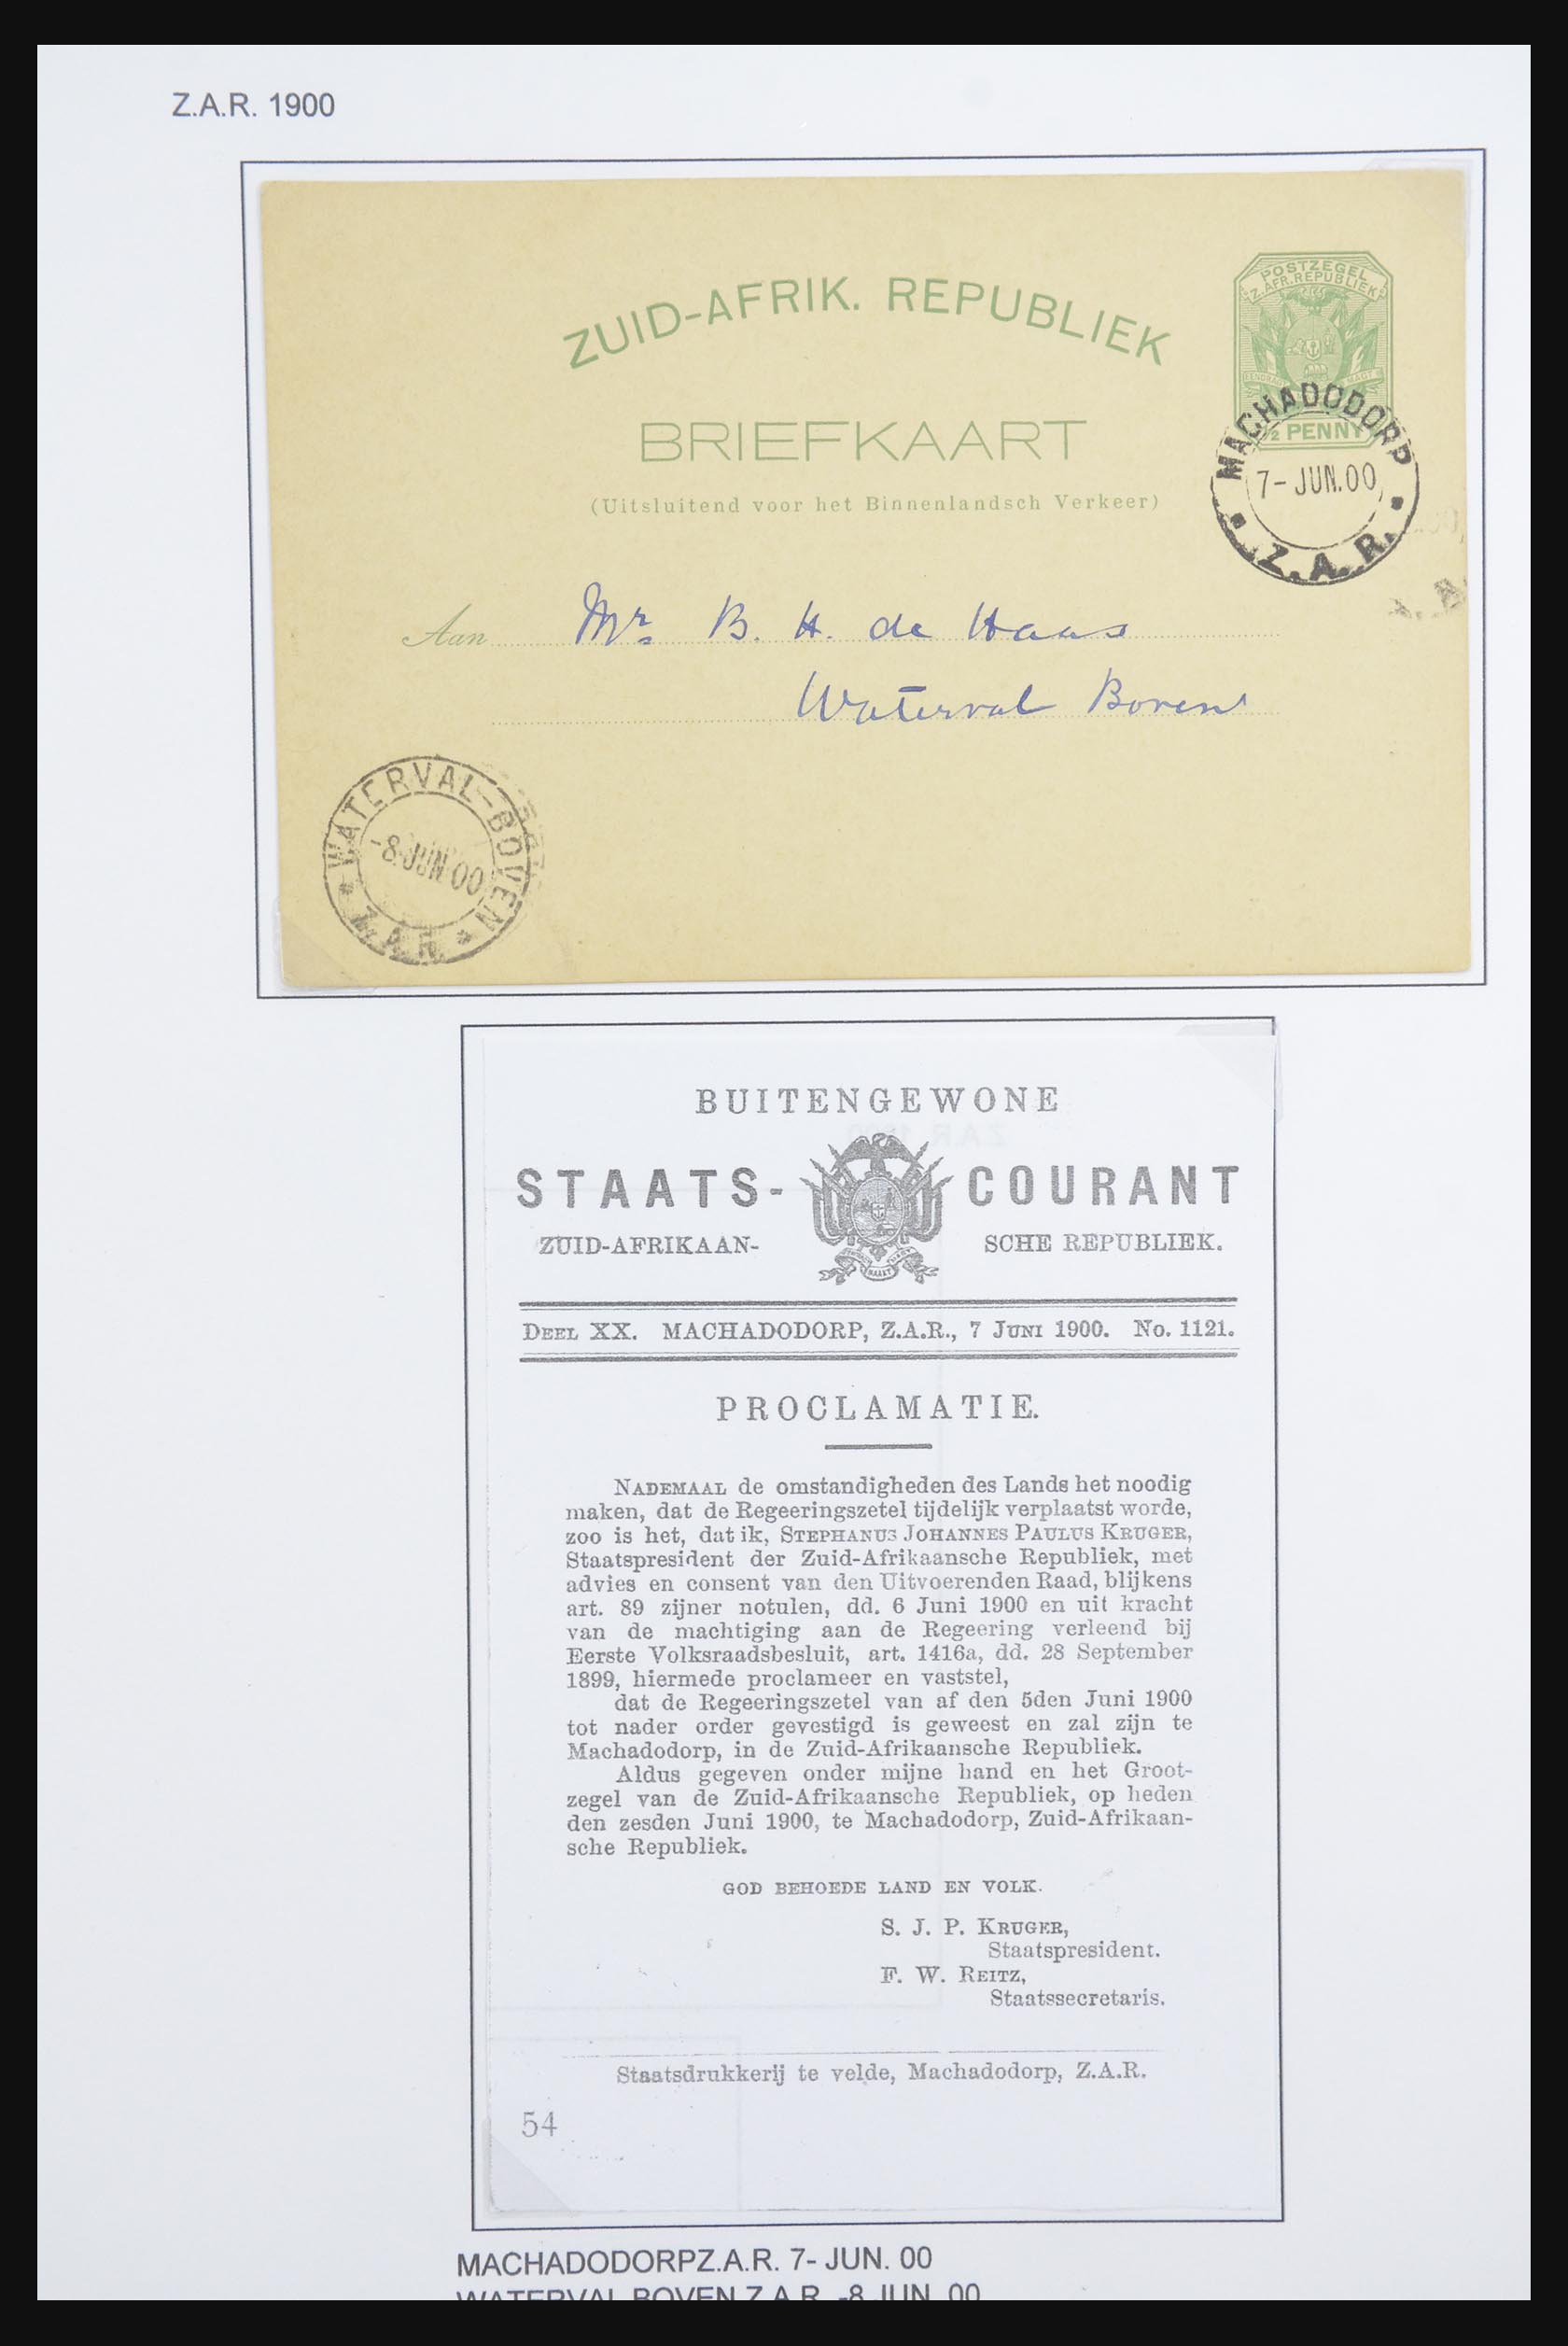 Z.A.R. 1900
ZUID-AFRIK. REPUBLIEK
POSTZEGEL
Z.AFR.REPUBLIEK
½ PENNY
BRIEFKAART
(Uitsluitend voor het Binnenlandsch Verkeer)
MACHADODORP
7-JUN.00
Z.A.R.
Aan Mr B. H. de Haas
Waterval Boven
WATERVAL-BOVEN
-8.JUN.00
Z.A.R.
BUITENGEWONE
STAATS-COURANT
ZUID-AFRIKAAN-SCHE REPUBLIEK.
DEEL XX. MACHADODORP, Z.A.R., 7 JUNI 1900. No. 1121.
PROCLAMATIE.
NADEMAAL de omstandigheden des Lands het noodig
maken, dat de Regeeringszetel tijdelijk verplaatst worde,
zoo is het, dat ik, STEPHANUS JOHANNES PAULUS KRUGER,
Staatspresident der Zuid-Afrikaansche Republiek, met
advies en consent van den Uitvoerenden Raad, blijkens
art. 89 zijner notulen, dd. 6 Juni 1900 en uit kracht
van de machtiging aan de Regeering verleend bij
Eerste Volksraadsbesluit, art. 1416a, dd. 28 September
1899, hiermede proclameer en vaststel,
dat de Regeeringszetel van af den 5den Juni 1900
tot nader order gevestigd is geweest en zal zijn te
Machadodorp, in de Zuid-Afrikaansche Republiek.
Aldus gegeven onder mijne hand en het Groot-
zegel van de Zuid-Afrikaansche Republiek, op heden
den zesden Juni 1900, te Machadodorp, Zuid-Afrikaan-
sche Republiek.
GOD BEHOEDE LAND EN VOLK.
S. J. P. KRUGER,
Staatspresident.
F. W. REITZ,
Staatssecretaris.
Staatsdrukkerij te velde, Machadodorp, Z.A.R.
54
MACHADODORPZ.A.R. 7- JUN. 00
WATERVAL BOVEN Z.A.R. -8 JUN. 00